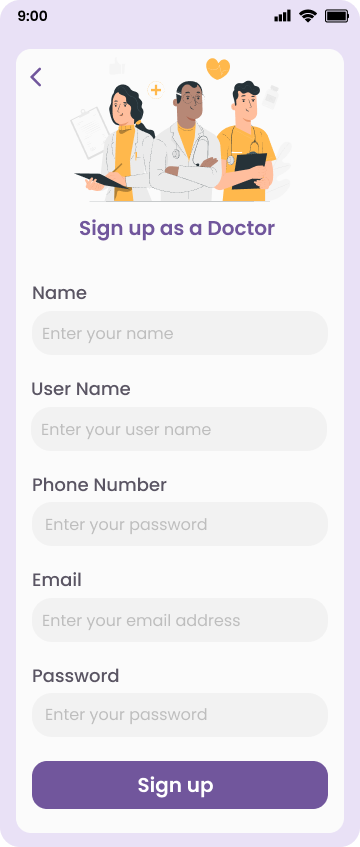 9:00
Sign up as a Doctor
Name
Enter your name
User Name
Enter your user name
Phone Number
Enter your password
Email
Enter your email address
Password
Enter your password
Sign up